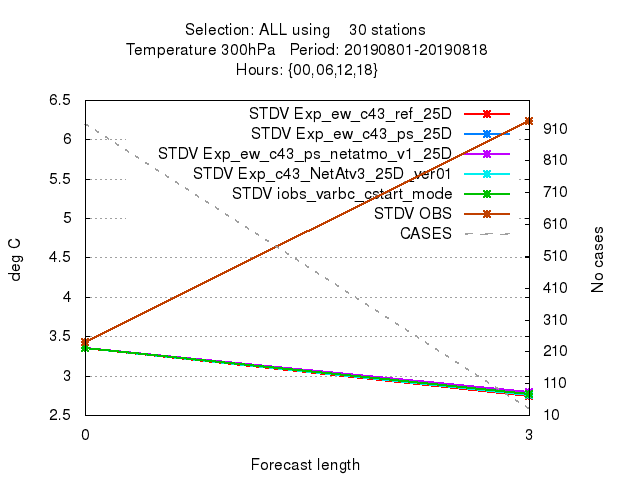 Selection: ALL using 30 stations
Temperature 300hPa Period: 20190801-20190818
Hours: {00,06,12,18}
STDV Exp_ew_c43_ref_25D
STDV Exp_ew_c43_ps_25D
STDV Exp_ew_c43_ps_netatmo_v1_25D
STDV Exp_c43_NetAtv3_25D_ver01
STDV iobs_varbc_cstart_mode
STDV OBS
CASES
6.5
6
5.5
5
4.5
4
3.5
3
2.5
deg C
910
810
710
610
510
410
310
210
110
10
No cases
0
3
Forecast length